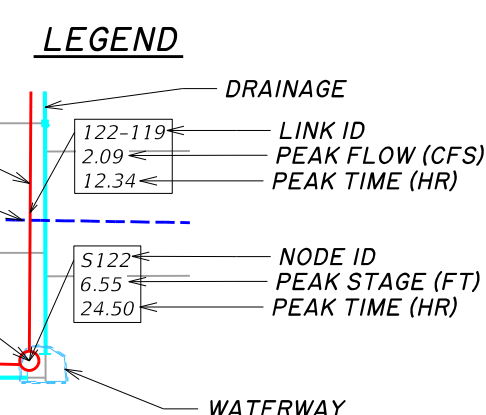 LEGEND
DRAINAGE
122-119 LINK ID
2.09 PEAK FLOW (CFS)
12.34 PEAK TIME (HR)
S122 NODE ID
6.55 PEAK STAGE (FT)
24.50 PEAK TIME (HR)
WATERWAY